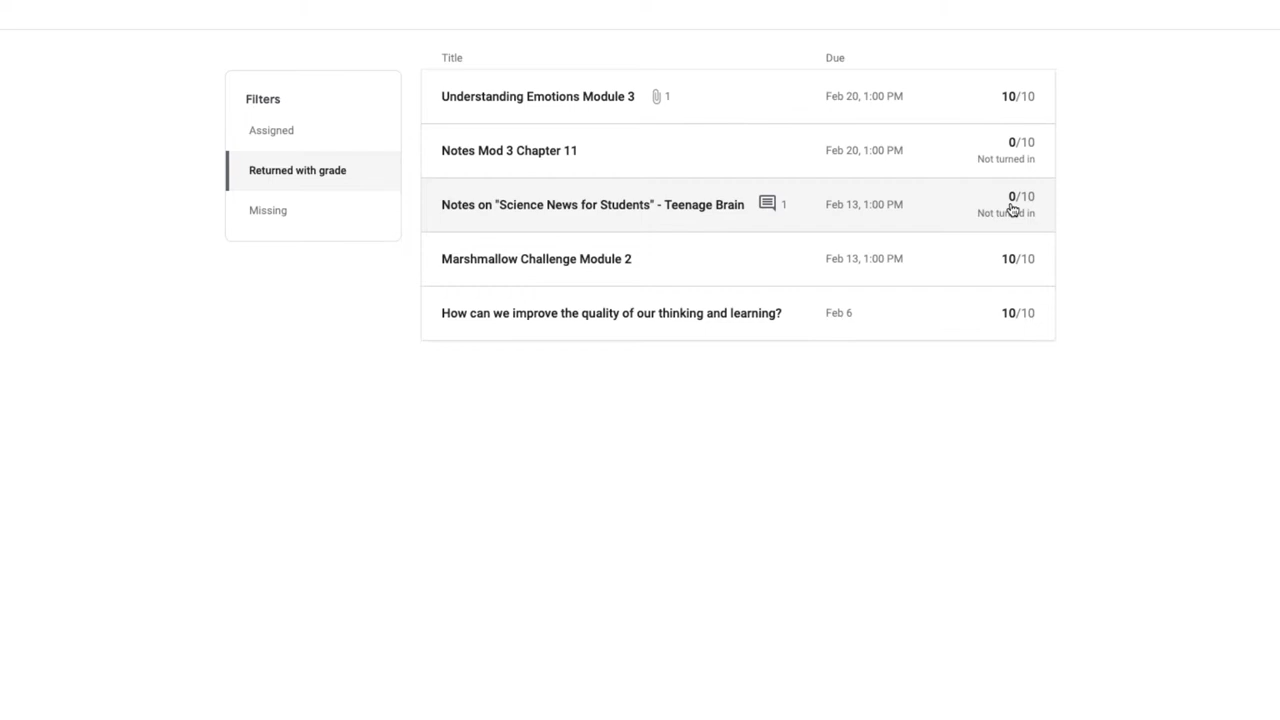 Title Due
Filters
Assigned
Returned with grade
Missing
Understanding Emotions Module 3 1 Feb 20, 1:00 PM 10/10
Notes Mod 3 Chapter 11 Feb 20, 1:00 PM 0/10
Not turned in
Notes on "Science News for Students" - Teenage Brain 1 Feb 13, 1:00 PM 0/10
Not turned in
Marshmallow Challenge Module 2 Feb 13, 1:00 PM 10/10
How can we improve the quality of our thinking and learning? Feb 6 10/10